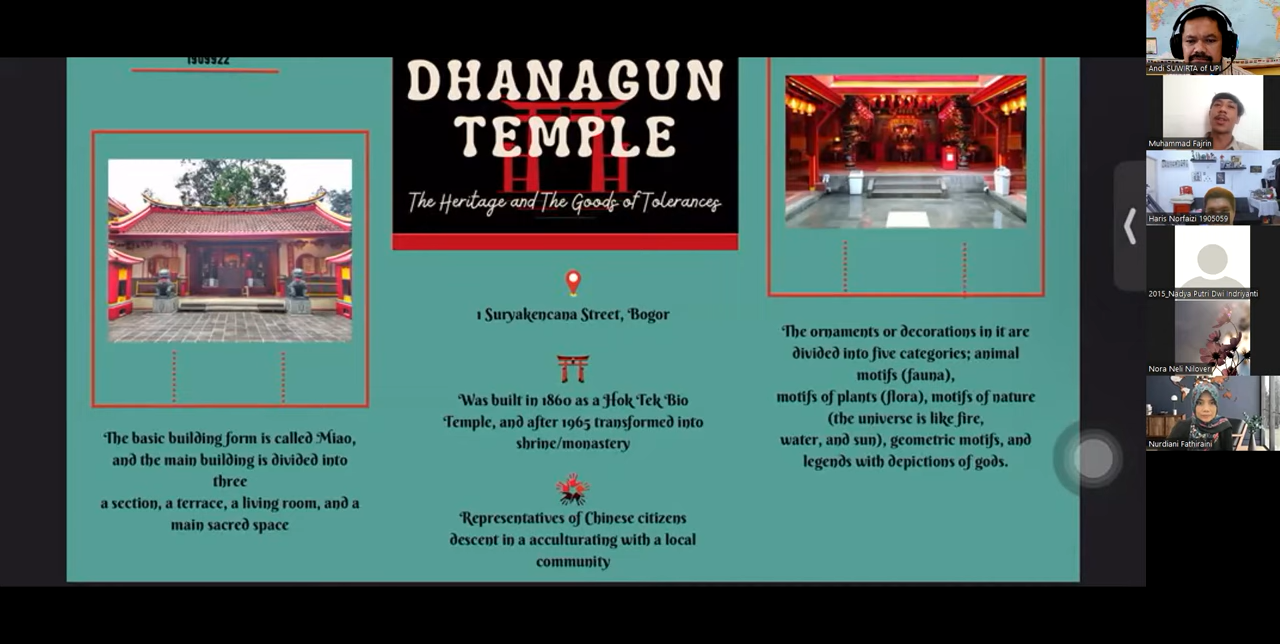 1909922
The basic building form is called Miao,
and the main building is divided into
three
a section, a terrace, a living room, and a
main sacred space
DHANAGUN
TEMPLE
The Heritage and The Goods of Tolerances
1 Suryakencana Street, Bogor
Was built in 1860 as a Hok Tek Bio
Temple, and after 1965 transformed into
shrine/monastery
Representatives of Chinese citizens
descent in a acculturating with a local
community
The ornaments or decorations in it are
divided into five categories; animal
motifs (fauna),
motifs of plants (flora), motifs of nature
(the universe is like fire,
water, and sun), geometric motifs, and
legends with depictions of gods.
Andi SUWIRTA of UPI
Muhammad Fajrin
Haris Norfaizi 1905059
2015_Nadya Putri Dwi Indriyanti
Nora Neli Nilover
Nurdiani Fathiraini